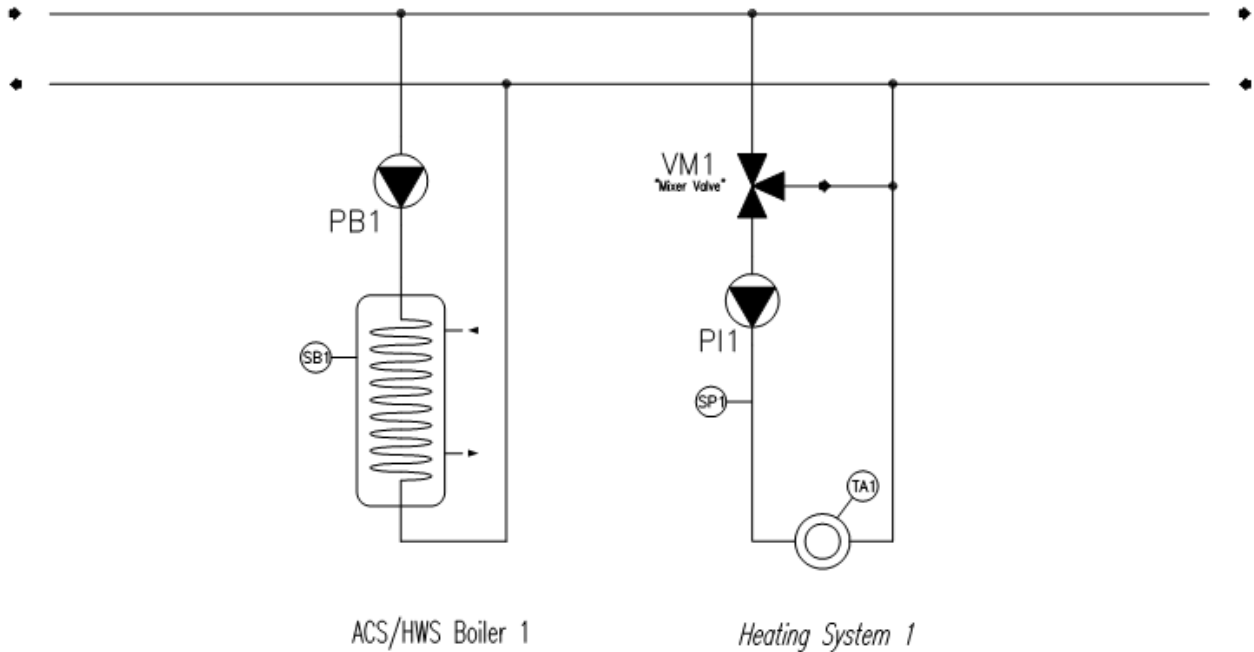 VM1
"Mixer Valve"
PB1
PI1
SB1
SP1
TA1
ACS/HWS Boiler 1
Heating System 1